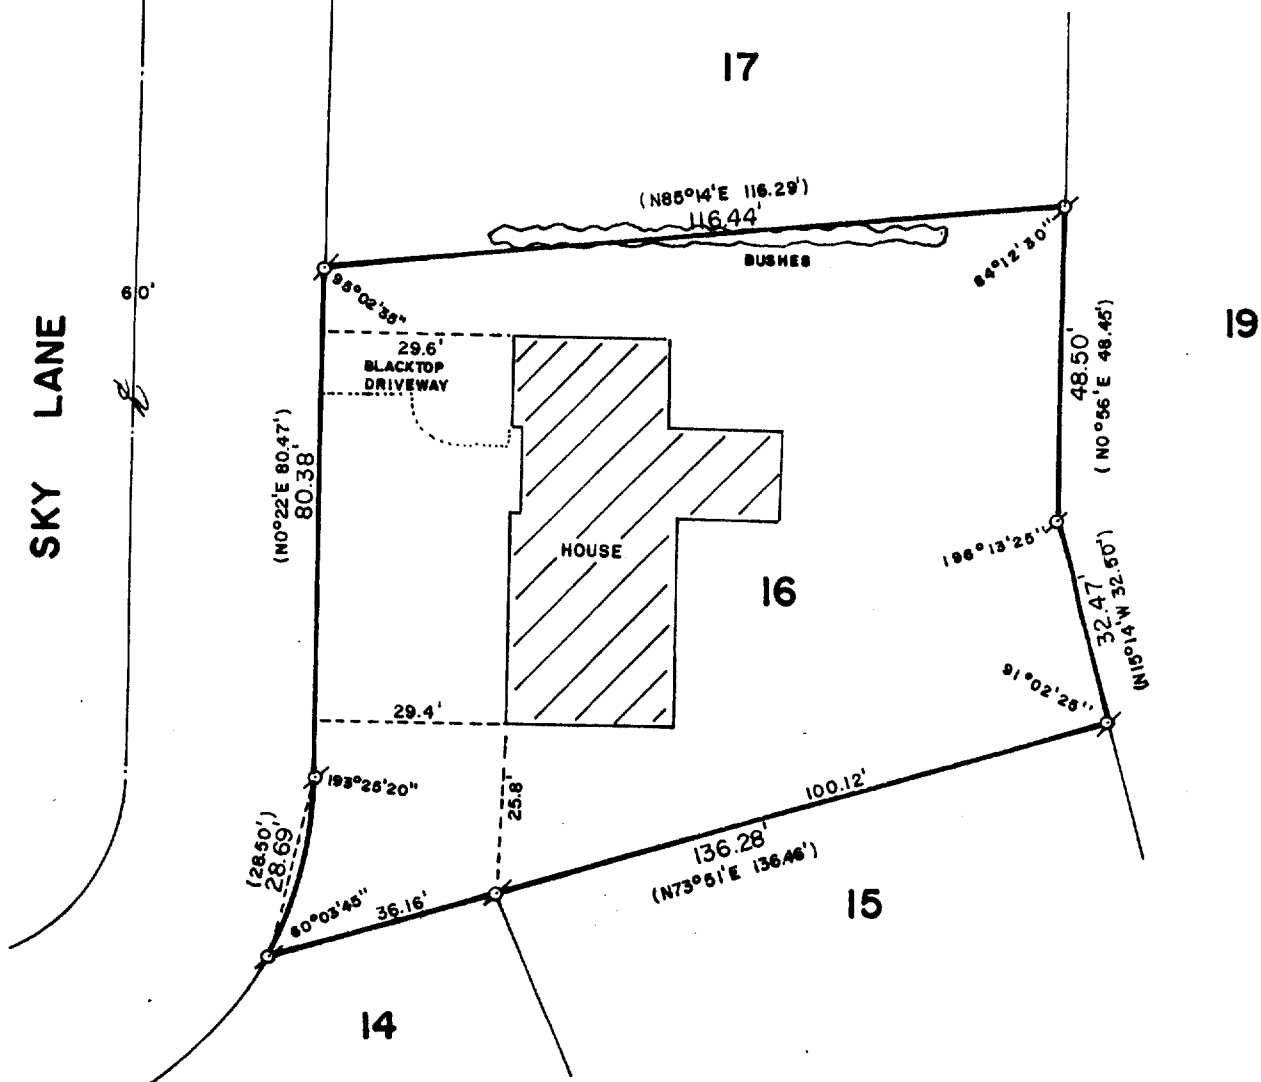 17
(N85°14'E 116.29')
116.44'
BUSHES
84°12'30"
95°02'35"
60'
SKY LANE
29.6'
BLACKTOP
DRIVEWAY
19
48.50'
(N0°56'E 48.45')
(N0°22'E 80.47')
80.38'
HOUSE
16
196°13'25"
32.47'
(N15°14'W 32.50')
91°02'25"
29.4'
193°25'20"
25.8'
100.12'
136.28'
(N73°51'E 136.46')
(28.50')
28.69'
60°03'45"
36.16'
15
14